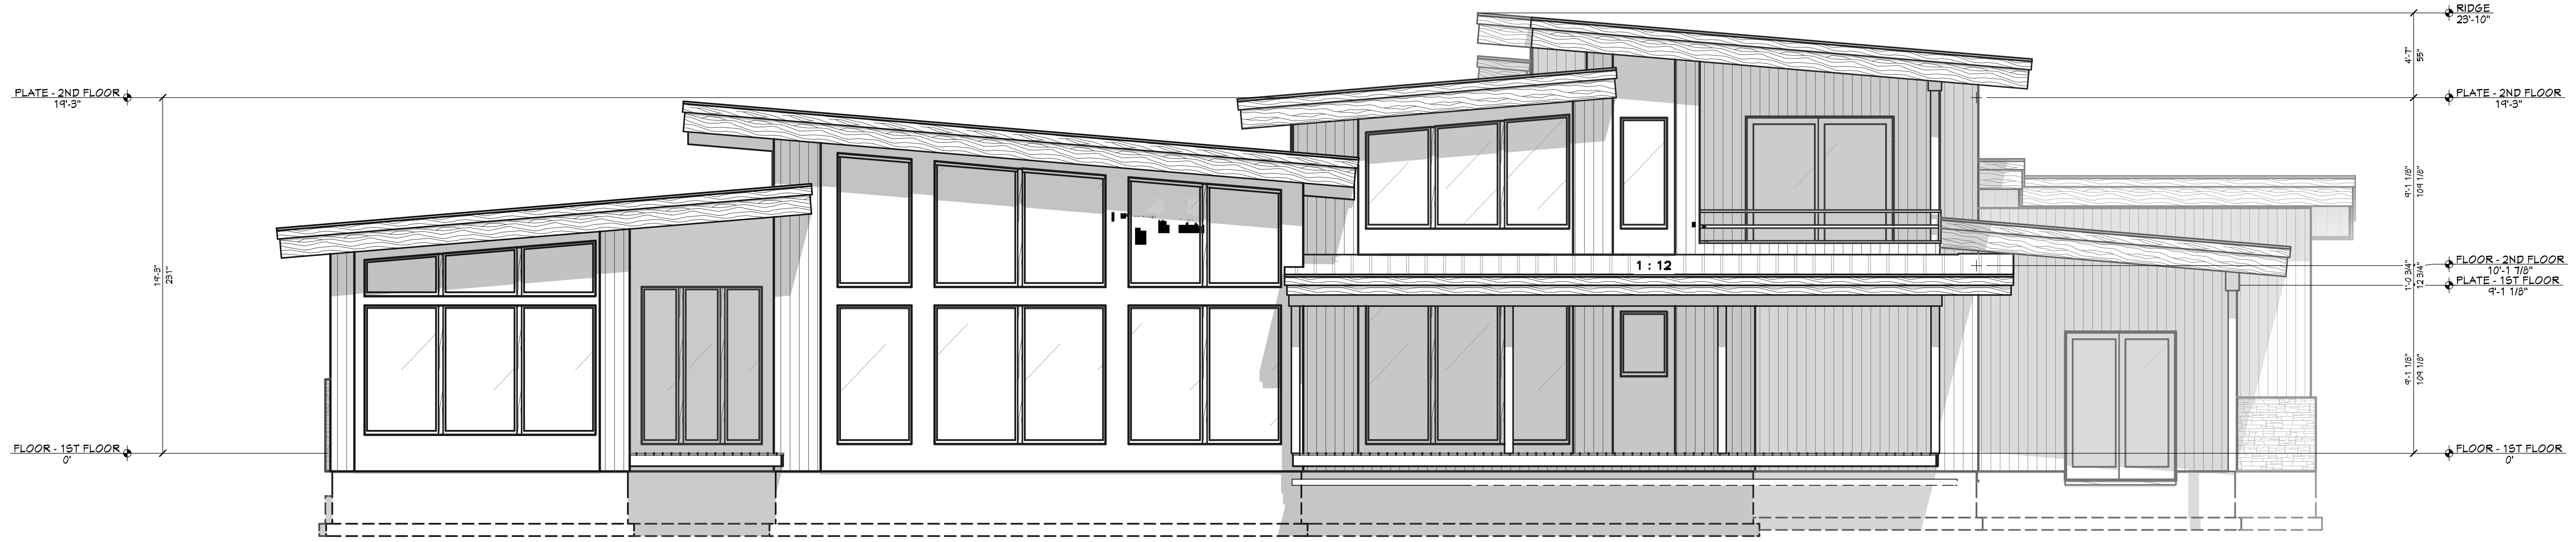 RIDGE
23'-10"
4'-7"
55"
PLATE - 2ND FLOOR
19'-3"
PLATE - 2ND FLOOR
19'-3"
9'-1 1/8"
109 1/8"
19'-3"
231"
1 : 12
FLOOR - 2ND FLOOR
10'-1 7/8"
1'-0 3/4"
12 3/4"
PLATE - 1ST FLOOR
9'-1 1/8"
9'-1 1/8"
109 1/8"
FLOOR - 1ST FLOOR
0'
FLOOR - 1ST FLOOR
0'